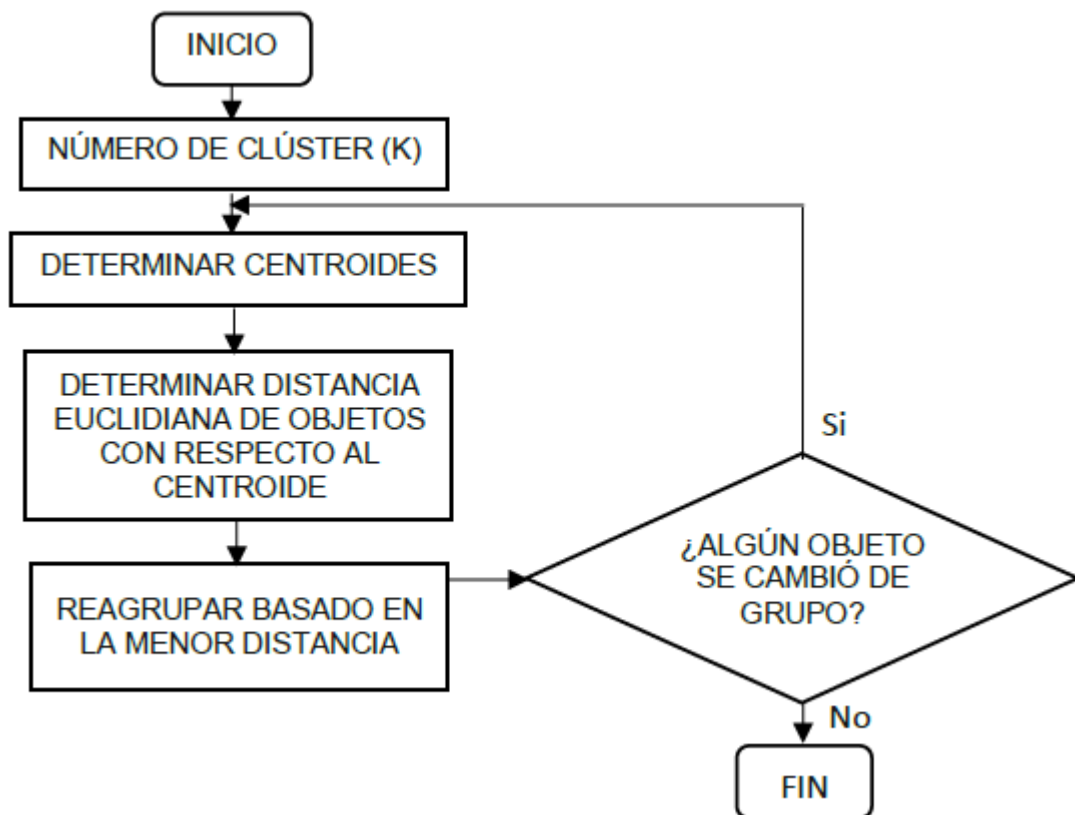 INICIO
NÚMERO DE CLÚSTER (K)
DETERMINAR CENTROIDES
DETERMINAR DISTANCIA
EUCLIDIANA DE OBJETOS
CON RESPECTO AL
CENTROIDE
REAGRUPAR BASADO EN
LA MENOR DISTANCIA
¿ALGÚN OBJETO
SE CAMBIÓ DE
GRUPO?
Si
No
FIN